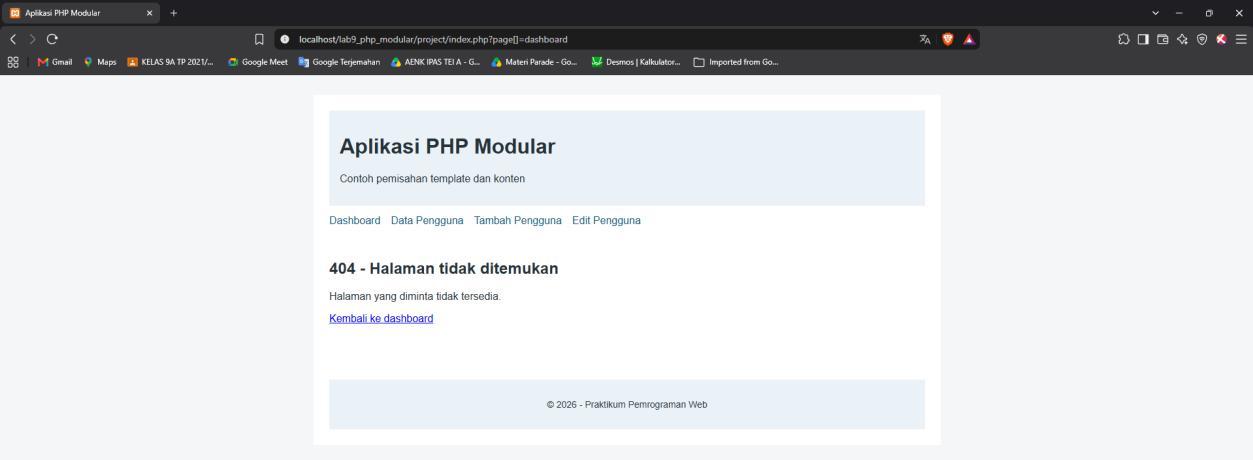 Aplikasi PHP Modular
localhost/lab9_php_modular/project/index.php?page[]=dashboard
Gmail Maps KELAS 9A TP 2021/... Google Meet Google Terjemahan AENK IPAS TEI A - G... Materi Parade - Go... Desmos | Kalkulator... Imported from Go...
Aplikasi PHP Modular
Contoh pemisahan template dan konten
Dashboard Data Pengguna Tambah Pengguna Edit Pengguna
404 - Halaman tidak ditemukan
Halaman yang diminta tidak tersedia.
Kembali ke dashboard
© 2026 - Praktikum Pemrograman Web